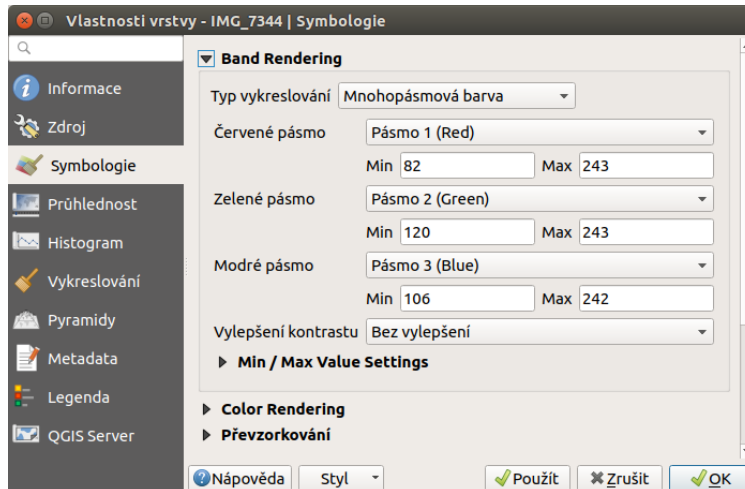 Vlastnosti vrstvy - IMG_7344 | Symbologie
Informace
Zdroj
Symbologie
Průhlednost
Histogram
Vykreslování
Pyramidy
Metadata
Legenda
QGIS Server
Band Rendering
Typ vykreslování Mnohopásmová barva
Červené pásmo Pásmo 1 (Red)
Min 82 Max 243
Zelené pásmo Pásmo 2 (Green)
Min 120 Max 243
Modré pásmo Pásmo 3 (Blue)
Min 106 Max 242
Vylepšení kontrastu Bez vylepšení
Min / Max Value Settings
Color Rendering
Převzorkování
Nápověda Styl Použít Zrušit OK